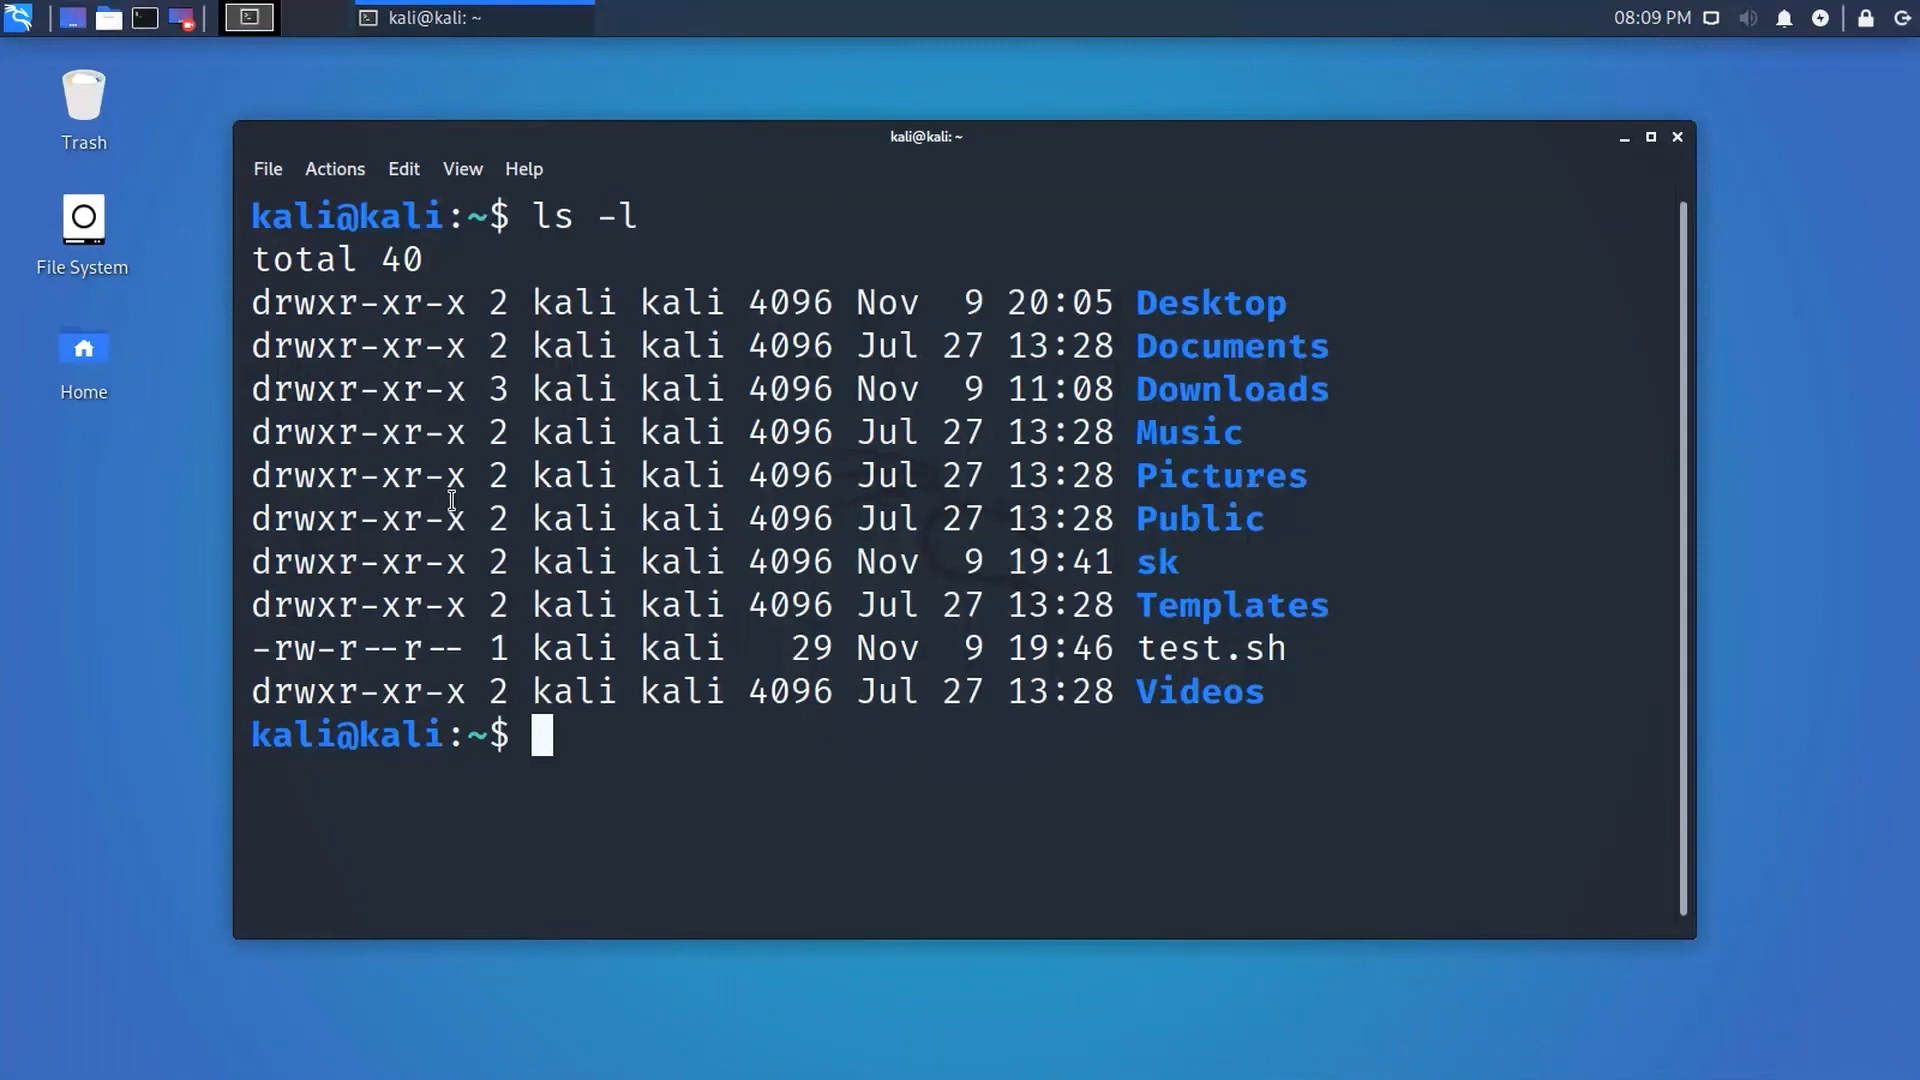 kali@kali: ~
08:09 PM
Trash
File System
Home
kali@kali: ~
File Actions Edit View Help
kali@kali:~$ ls -l
total 40
drwxr-xr-x 2 kali kali 4096 Nov  9 20:05 Desktop
drwxr-xr-x 2 kali kali 4096 Jul 27 13:28 Documents
drwxr-xr-x 3 kali kali 4096 Nov  9 11:08 Downloads
drwxr-xr-x 2 kali kali 4096 Jul 27 13:28 Music
drwxr-xr-x 2 kali kali 4096 Jul 27 13:28 Pictures
drwxr-xr-x 2 kali kali 4096 Jul 27 13:28 Public
drwxr-xr-x 2 kali kali 4096 Nov  9 19:41 sk
drwxr-xr-x 2 kali kali 4096 Jul 27 13:28 Templates
-rw-r--r-- 1 kali kali   29 Nov  9 19:46 test.sh
drwxr-xr-x 2 kali kali 4096 Jul 27 13:28 Videos
kali@kali:~$